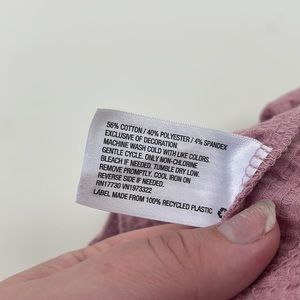 56% COTTON / 40% POLYESTER / 4% SPANDEX
EXCLUSIVE OF DECORATION
MACHINE WASH COLD WITH LIKE COLORS.
GENTLE CYCLE. ONLY NON-CHLORINE
BLEACH IF NEEDED. TUMBLE DRY LOW.
REMOVE PROMPTLY. COOL IRON ON
REVERSE SIDE IF NEEDED.
RN17730 VN1973322
LABEL MADE FROM 100% RECYCLED PLASTIC